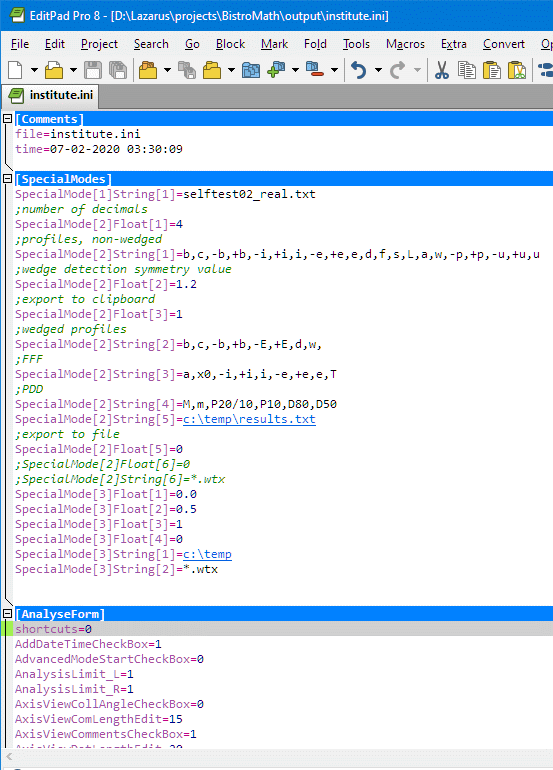 EditPad Pro 8 - [D:\Lazarus\projects\BistroMath\output\institute.ini]
File Edit Project Search Go Block Mark Fold Tools Macros Extra Convert
institute.ini
[Comments]
file=institute.ini
time=07-02-2020 03:30:09
[SpecialModes]
SpecialMode[1]String[1]=selftest02_real.txt
;number of decimals
SpecialMode[2]Float[1]=4
;profiles, non-wedged
SpecialMode[2]String[1]=b,c,-b,+b,-i,+i,i,-e,+e,e,d,f,s,L,a,w,-p,+p,-u,+u,u
;wedge detection symmetry value
SpecialMode[2]Float[2]=1.2
;export to clipboard
SpecialMode[2]Float[3]=1
;wedged profiles
SpecialMode[2]String[2]=b,c,-b,+b,-E,+E,d,w,
;FFF
SpecialMode[2]String[3]=a,x0,-i,+i,i,-e,+e,e,T
;PDD
SpecialMode[2]String[4]=M,m,P20/10,P10,D80,D50
SpecialMode[2]String[5]=c:\temp\results.txt
;export to file
SpecialMode[2]Float[5]=0
;SpecialMode[2]Float[6]=0
;SpecialMode[2]String[6]=*.wtx
SpecialMode[3]Float[1]=0.0
SpecialMode[3]Float[2]=0.5
SpecialMode[3]Float[3]=1
SpecialMode[3]Float[4]=0
SpecialMode[3]String[1]=c:\temp
SpecialMode[3]String[2]=*.wtx
[AnalyseForm]
shortcuts=0
AddDateTimeCheckBox=1
AdvancedModeStartCheckBox=0
AnalysisLimit_L=1
AnalysisLimit_R=1
AxisViewCollAngleCheckBox=0
AxisViewComLengthEdit=15
AxisViewCommentsCheckBox=1